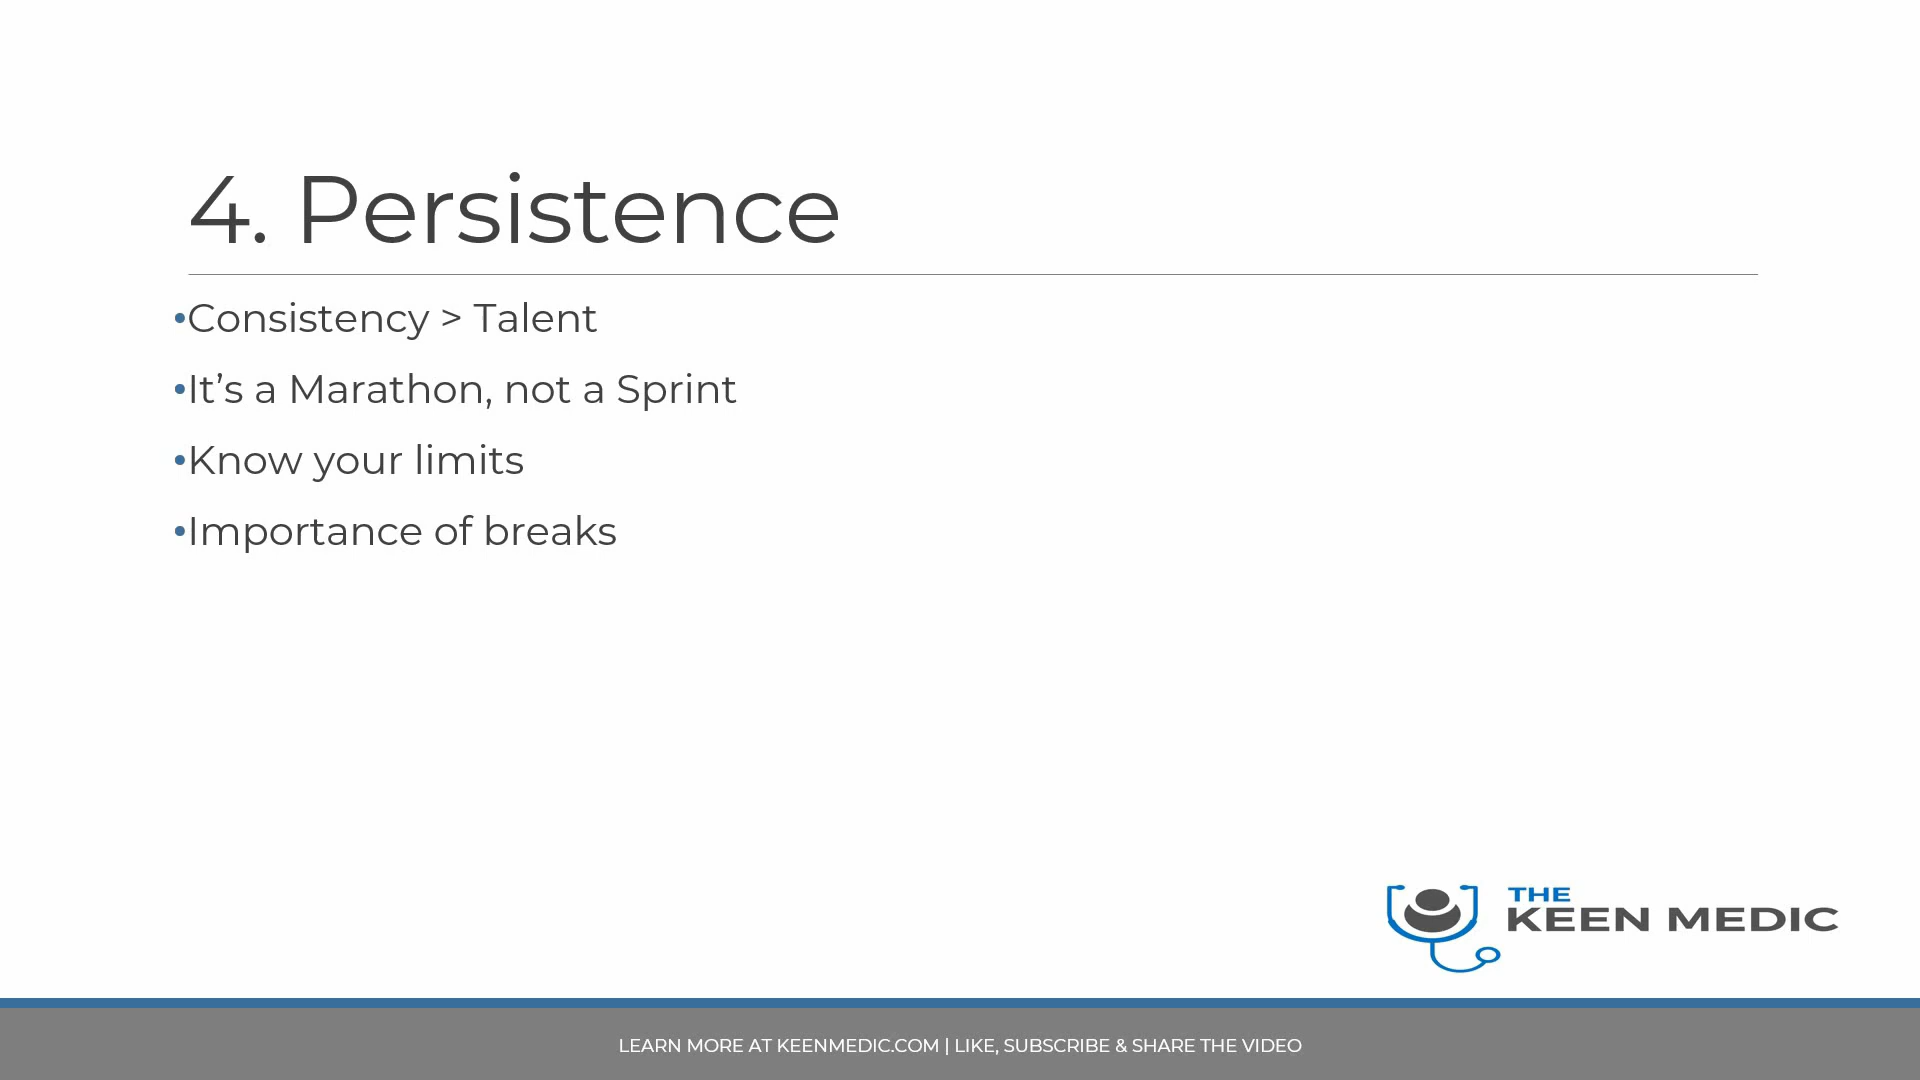 4. Persistence
•Consistency > Talent
•It’s a Marathon, not a Sprint
•Know your limits
•Importance of breaks
THE
KEEN MEDIC
LEARN MORE AT KEENMEDIC.COM | LIKE, SUBSCRIBE & SHARE THE VIDEO